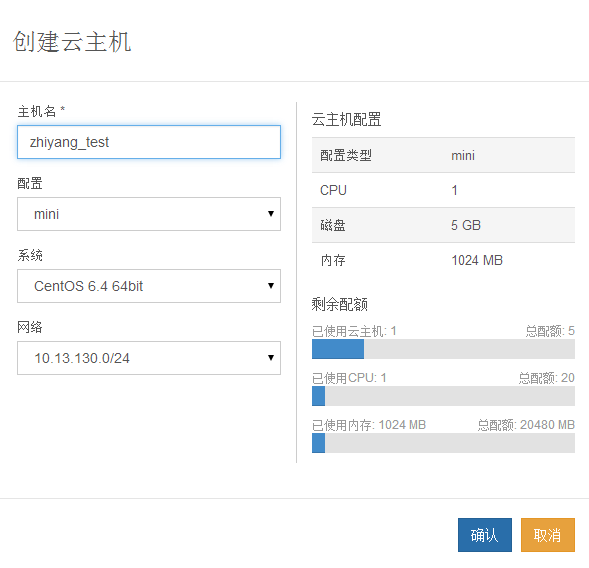 创建云主机
主机名 *
zhiyang_test
配置
mini
系统
CentOS 6.4 64bit
网络
10.13.130.0/24
云主机配置
配置类型 mini
CPU 1
磁盘 5 GB
内存 1024 MB
剩余配额
已使用云主机: 1 总配额: 5
已使用CPU: 1 总配额: 20
已使用内存: 1024 MB 总配额: 20480 MB
确认 取消